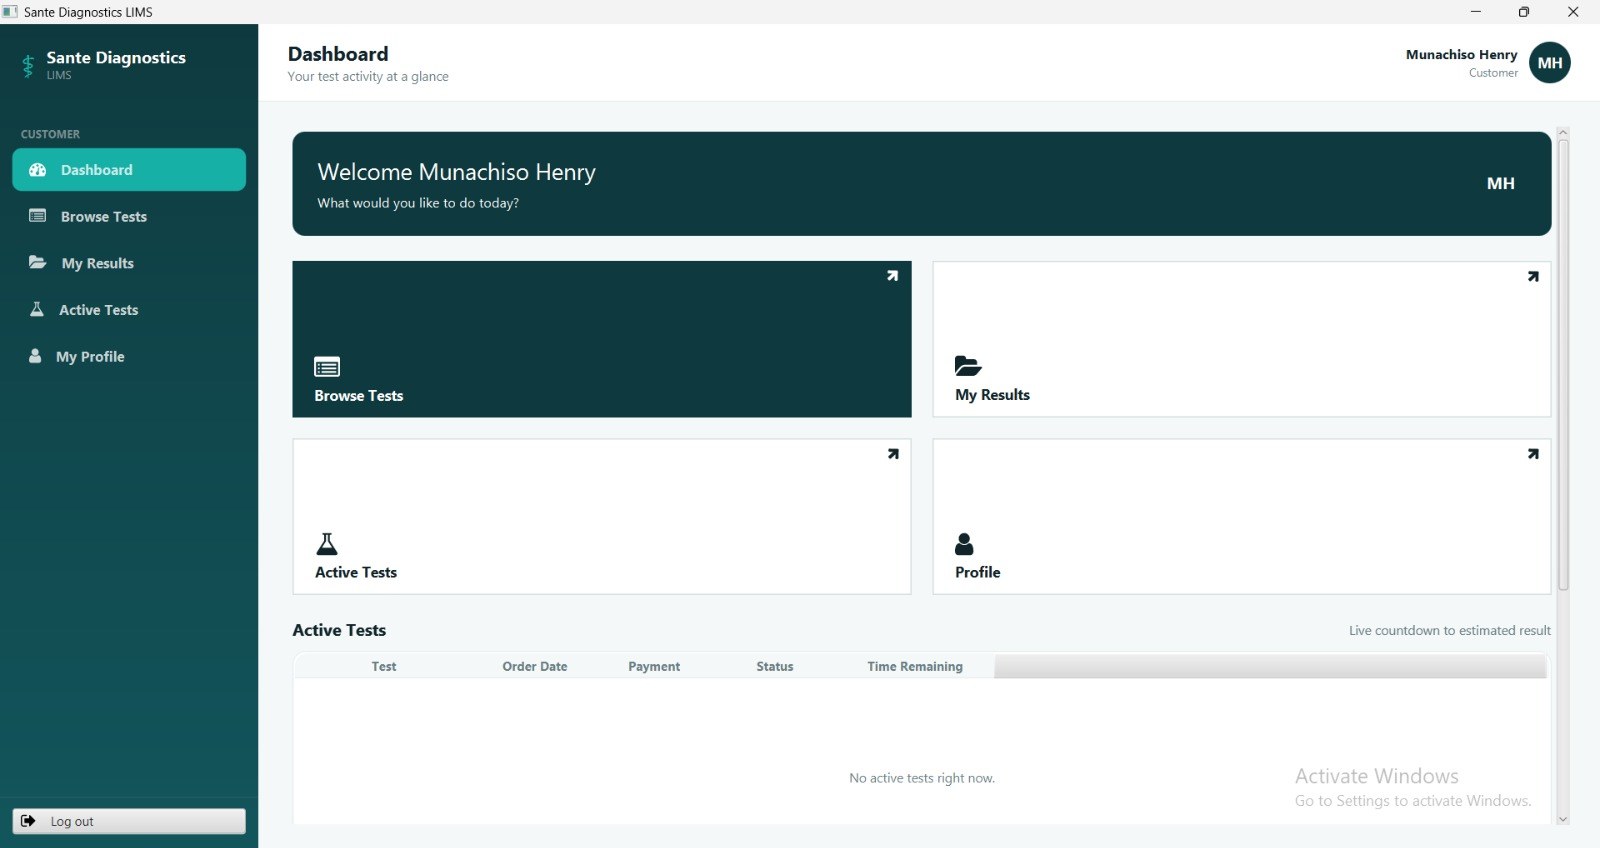 Sante Diagnostics LIMS
Sante Diagnostics
LIMS
CUSTOMER
Dashboard
Browse Tests
My Results
Active Tests
My Profile
Log out
Dashboard
Your test activity at a glance
Munachiso Henry
Customer
MH
Welcome Munachiso Henry
What would you like to do today?
MH
Browse Tests
My Results
Active Tests
Profile
Active Tests
Live countdown to estimated result
Test Order Date Payment Status Time Remaining
No active tests right now.
Activate Windows
Go to Settings to activate Windows.